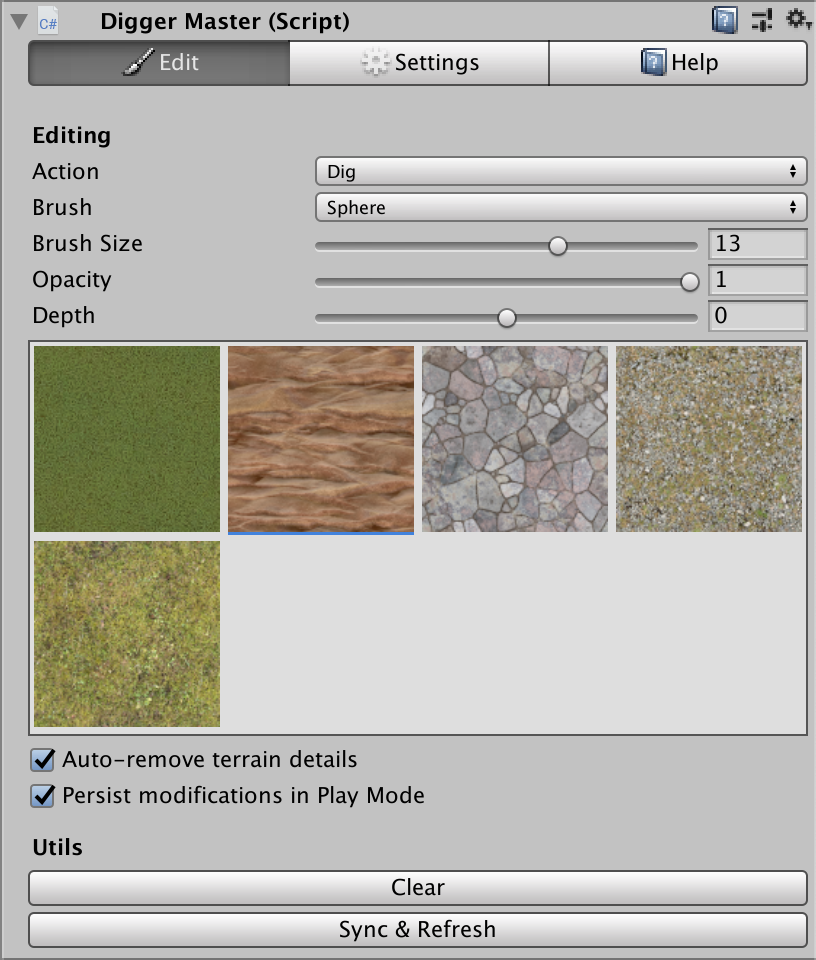 C# Digger Master (Script)
Edit Settings Help
Editing
Action Dig
Brush Sphere
Brush Size 13
Opacity 1
Depth 0
Auto-remove terrain details
Persist modifications in Play Mode
Utils
Clear
Sync & Refresh